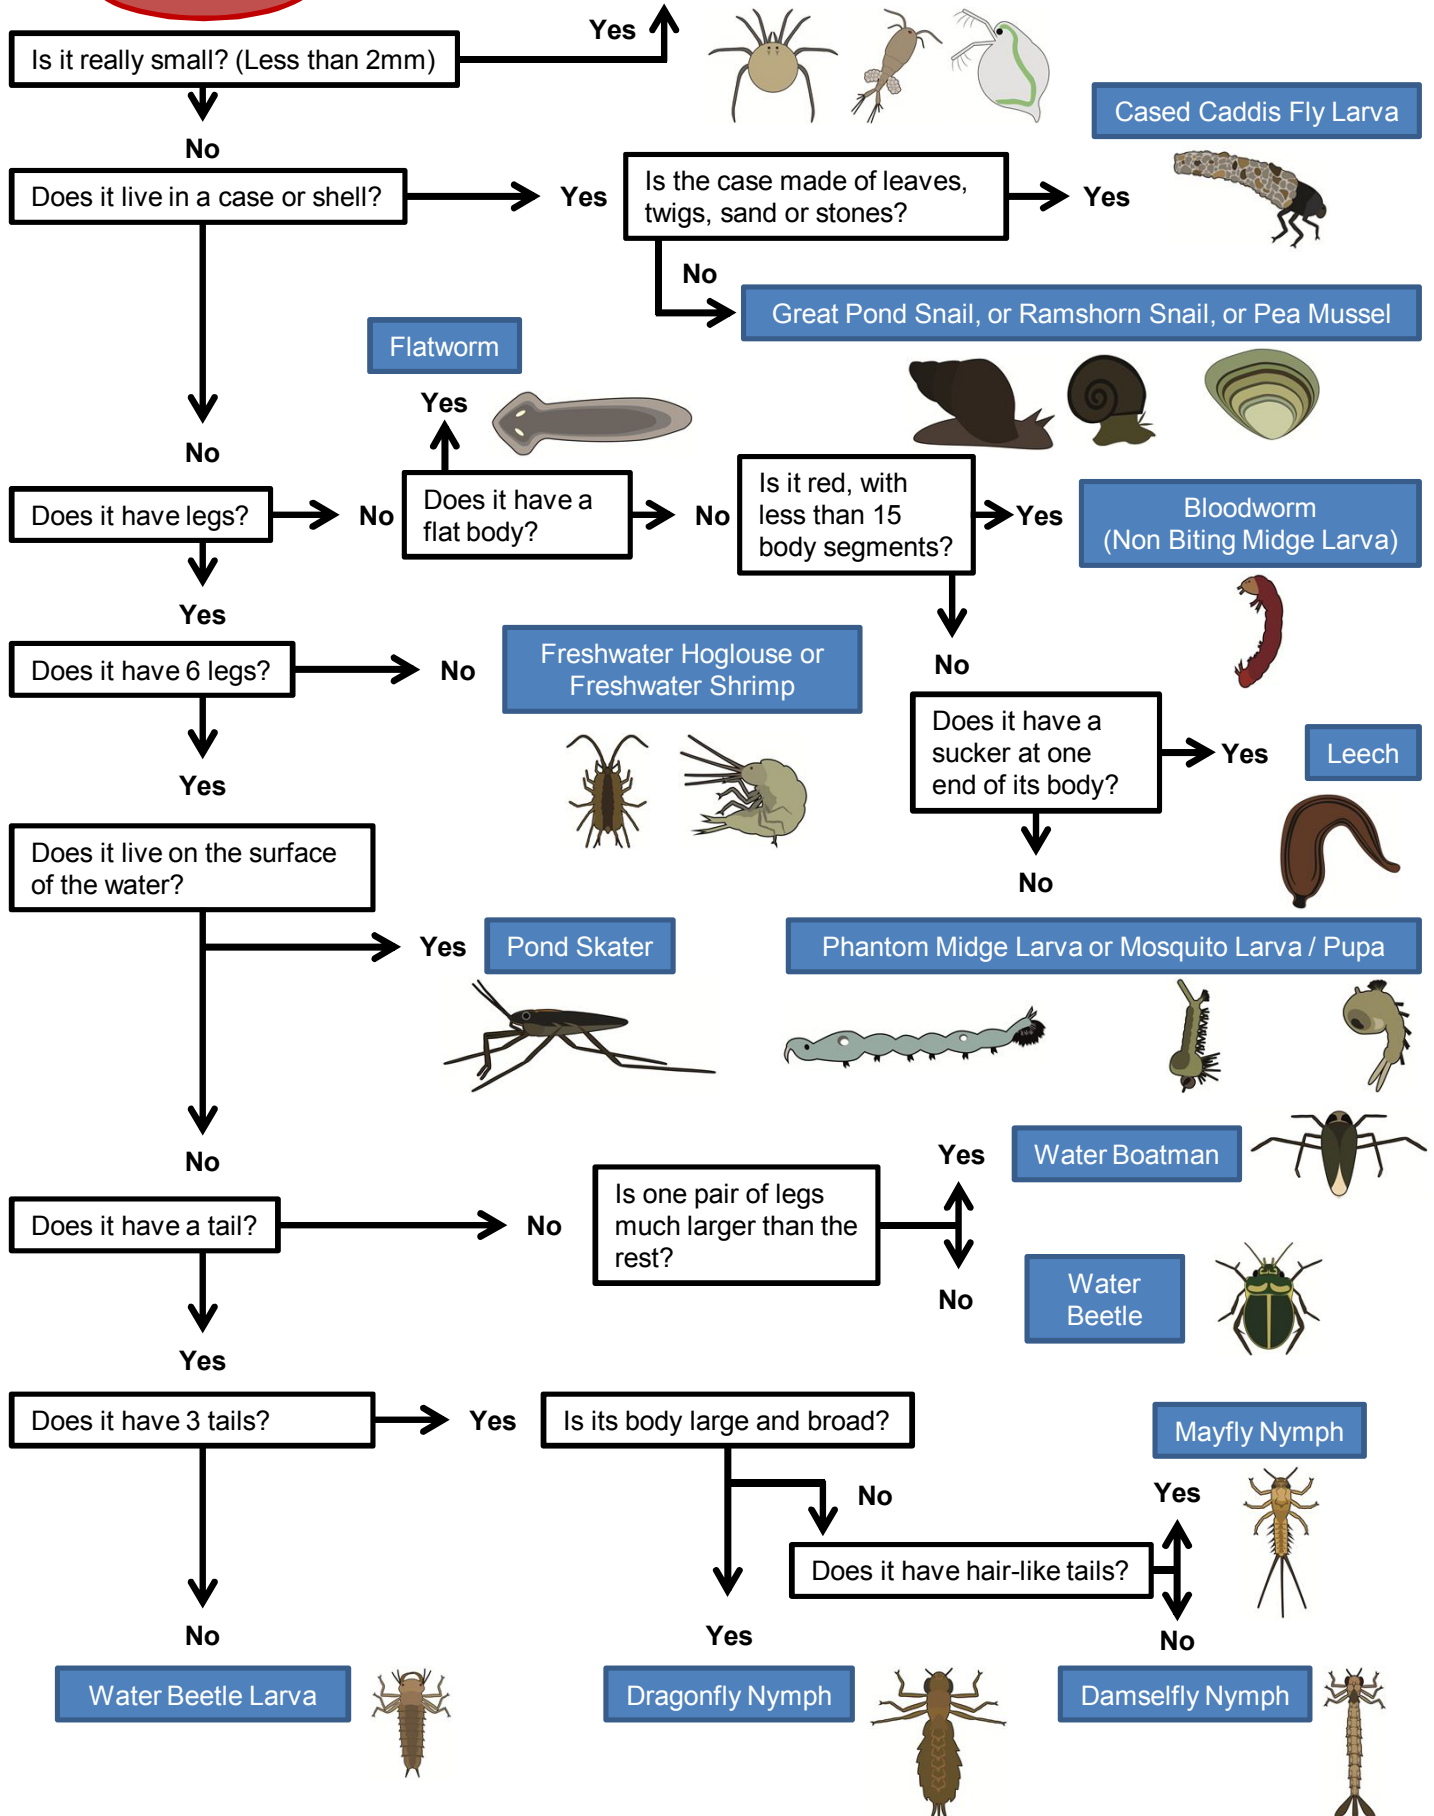 Yes
Is it really small? (Less than 2mm)
No
Cased Caddis Fly Larva
Does it live in a case or shell?
Yes
Is the case made of leaves,
twigs, sand or stones?
Yes
No
Great Pond Snail, or Ramshorn Snail, or Pea Mussel
Flatworm
Yes
No
Does it have legs?
No
Does it have a
flat body?
No
Is it red, with
less than 15
body segments?
Yes
Bloodworm
(Non Biting Midge Larva)
Yes
No
Does it have 6 legs?
No
Freshwater Hoglouse or
Freshwater Shrimp
Yes
Does it have a
sucker at one
end of its body?
Yes
Leech
No
Does it live on the surface
of the water?
Yes
Pond Skater
Phantom Midge Larva or Mosquito Larva / Pupa
No
Does it have a tail?
No
Is one pair of legs
much larger than the
rest?
Yes
Water Boatman
No
Water
Beetle
Yes
Does it have 3 tails?
Yes
Is its body large and broad?
No
Does it have hair-like tails?
Yes
Mayfly Nymph
No
Damselfly Nymph
Yes
Dragonfly Nymph
No
Water Beetle Larva